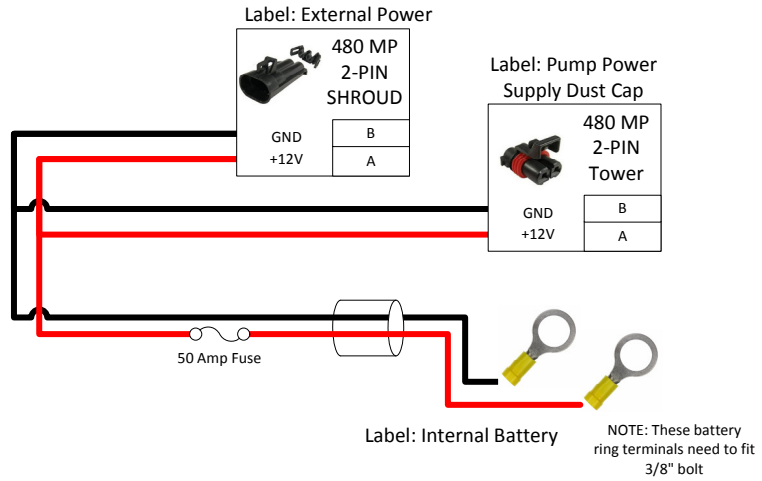 Label: External Power
480 MP
2-PIN
SHROUD
GND
B
+12V
A
Label: Pump Power
Supply Dust Cap
480 MP
2-PIN
Tower
GND
B
+12V
A
50 Amp Fuse
Label: Internal Battery
NOTE: These battery
ring terminals need to fit
3/8" bolt